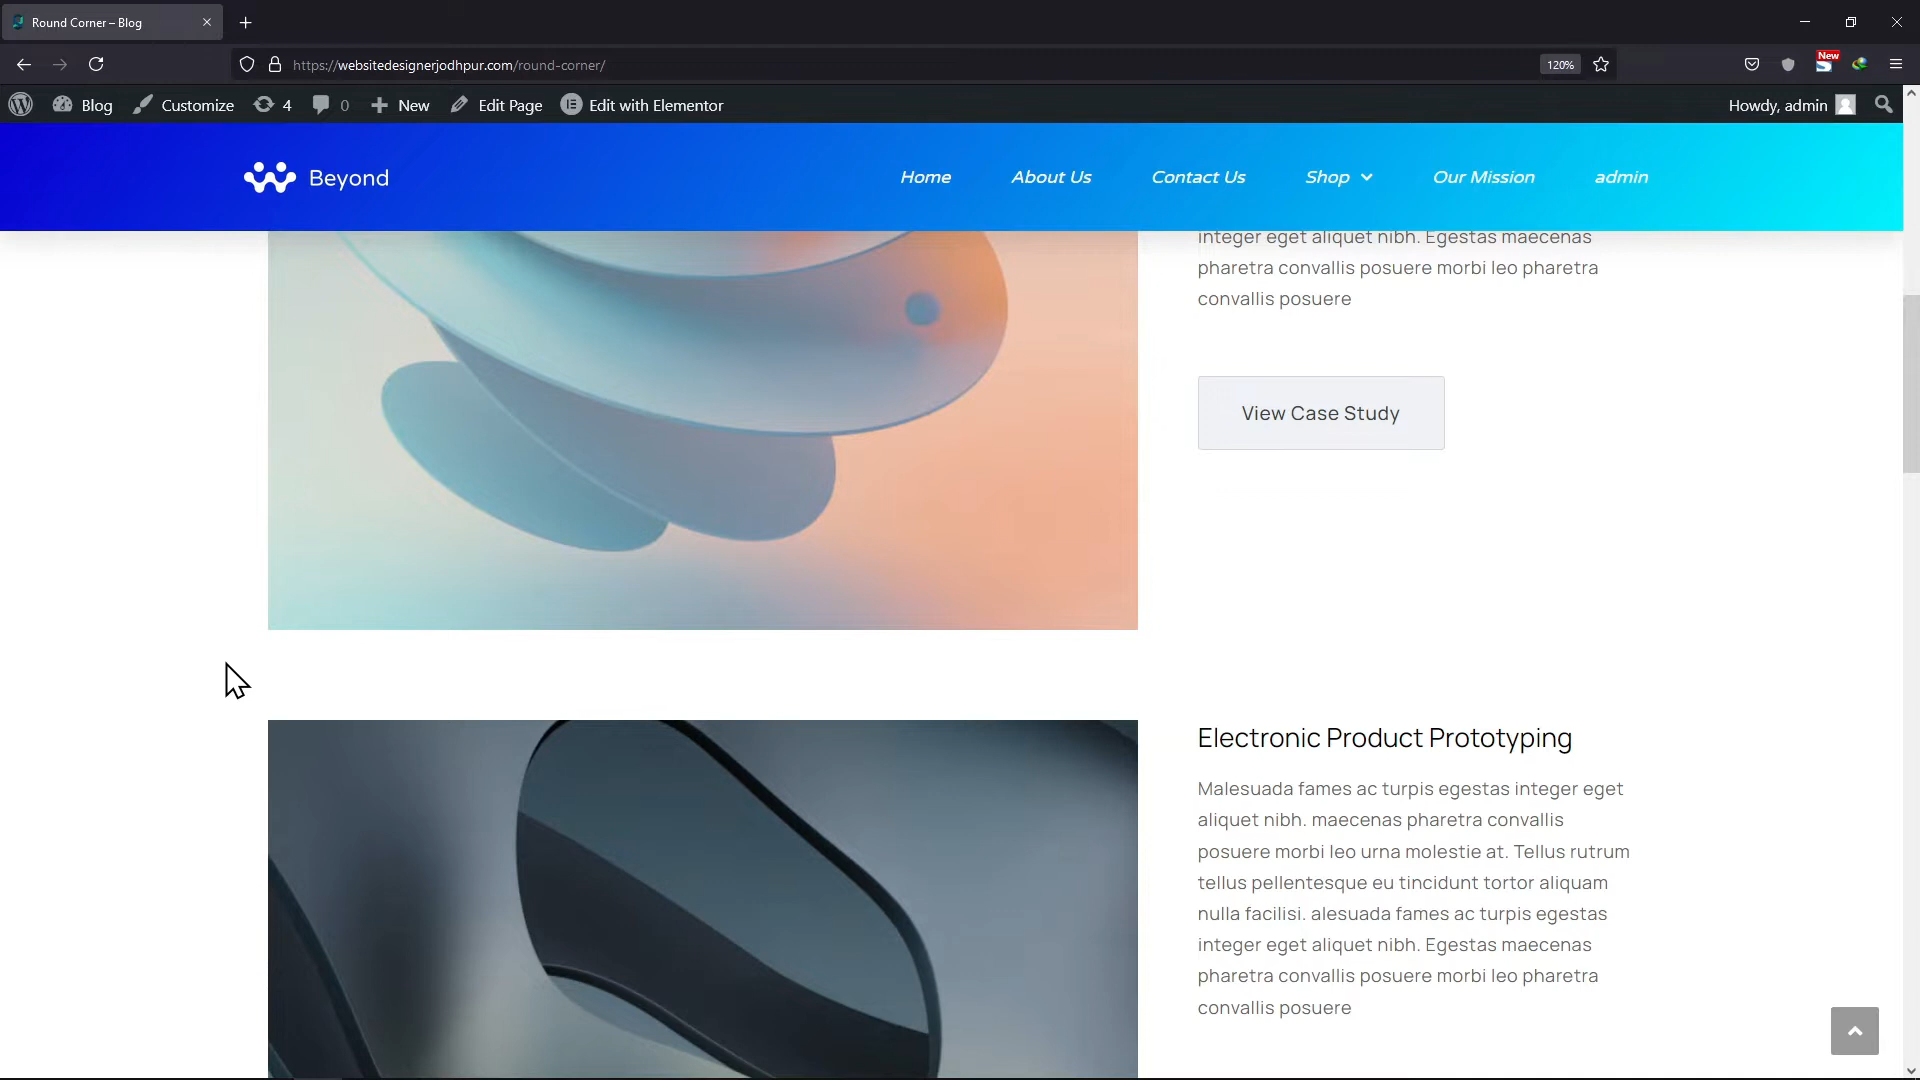 Round Corner – Blog
120%
https://websitedesignerjodhpur.com/round-corner/
New
Blog
Customize
4
0
New
Edit Page
Edit with Elementor
Howdy, admin
Beyond
Home
About Us
Contact Us
Shop
Our Mission
admin
integer eget aliquet nibh. Egestas maecenas
pharetra convallis posuere morbi leo pharetra
convallis posuere
View Case Study
Electronic Product Prototyping
Malesuada fames ac turpis egestas integer eget
aliquet nibh. maecenas pharetra convallis
posuere morbi leo urna molestie at. Tellus rutrum
tellus pellentesque eu tincidunt tortor aliquam
nulla facilisi. alesuada fames ac turpis egestas
integer eget aliquet nibh. Egestas maecenas
pharetra convallis posuere morbi leo pharetra
convallis posuere